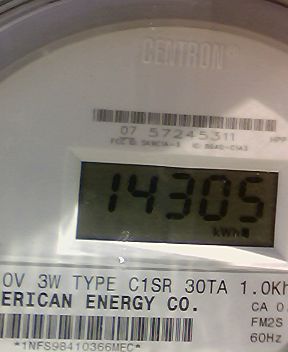 CENTRON®
07 57245311
14305
kWh
0V 3W TYPE C1SR 30TA 1.0Kh
ERICAN ENERGY CO.
CA 0.
FM2S
60Hz
*1NFS98410366MEC*